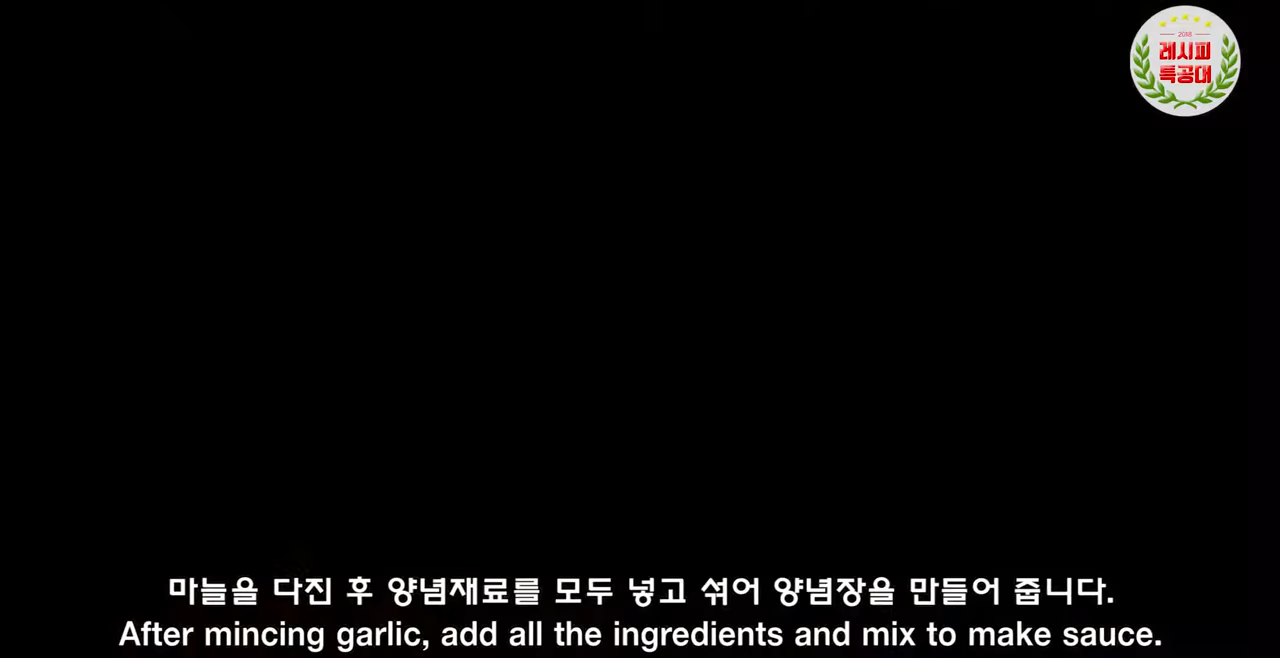 2018
레시피
특공대
마늘을 다진 후 양념재료를 모두 넣고 섞어 양념장을 만들어 줍니다.
After mincing garlic, add all the ingredients and mix to make sauce.